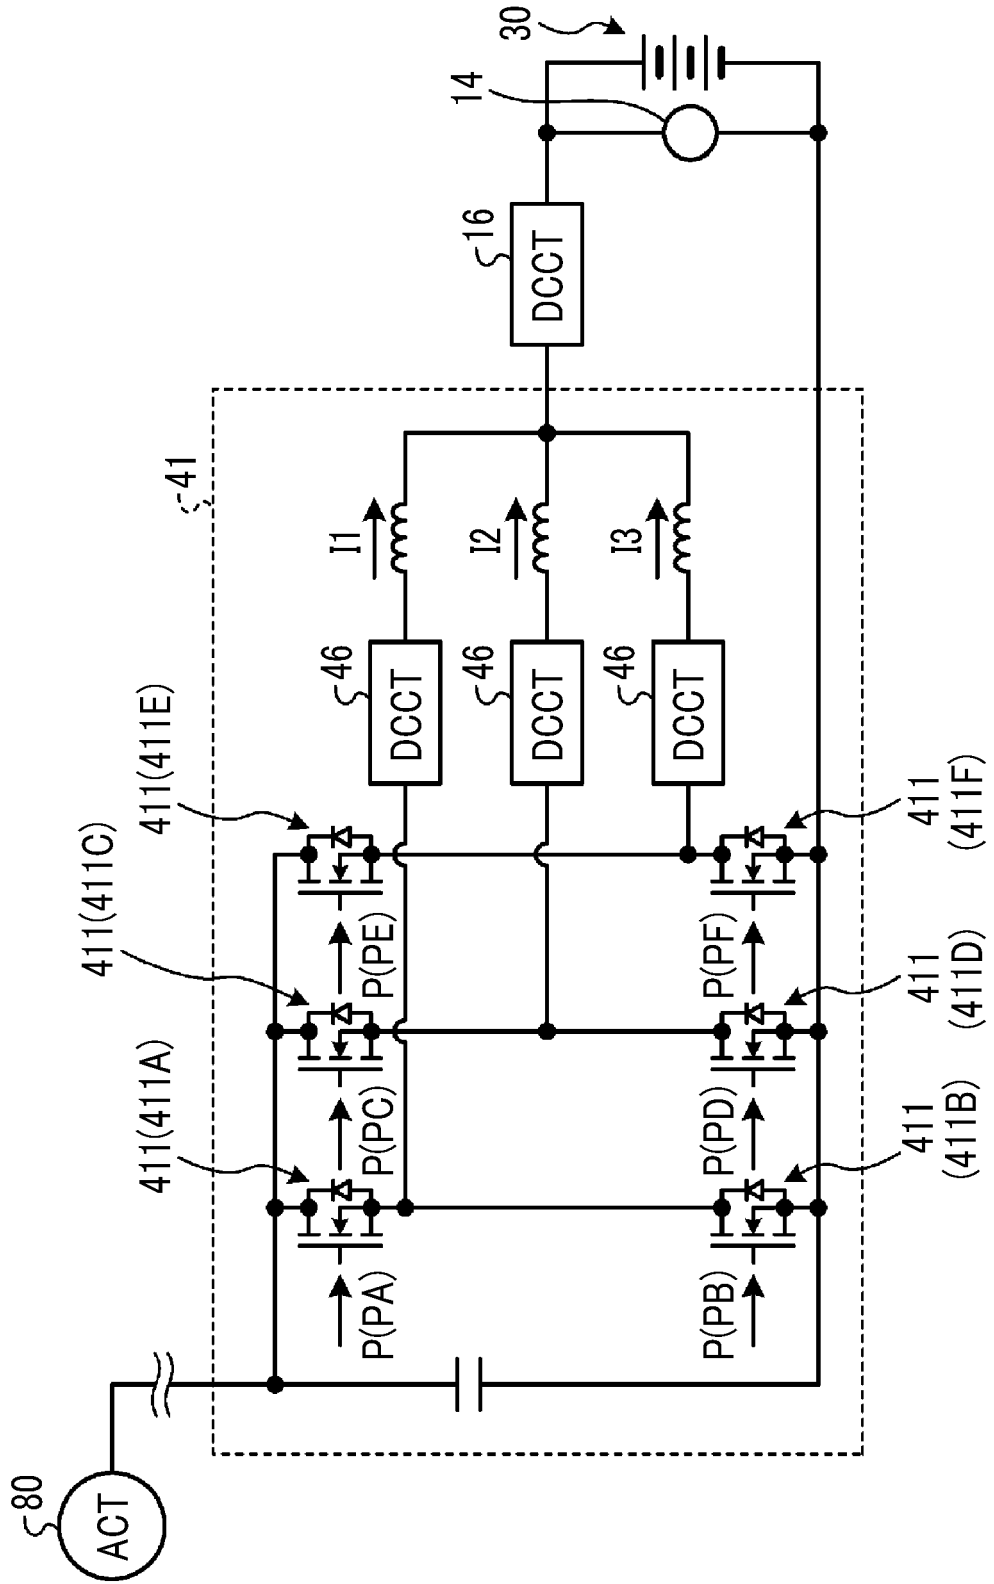 80
ACT
41
P(PA)
411(411A)
P(PC)
411(411C)
P(PE)
411(411E)
46
DCCT
I1
46
DCCT
I2
46
DCCT
I3
16
DCCT
14
30
P(PB)
411
(411B)
P(PD)
411
(411D)
P(PF)
411
(411F)